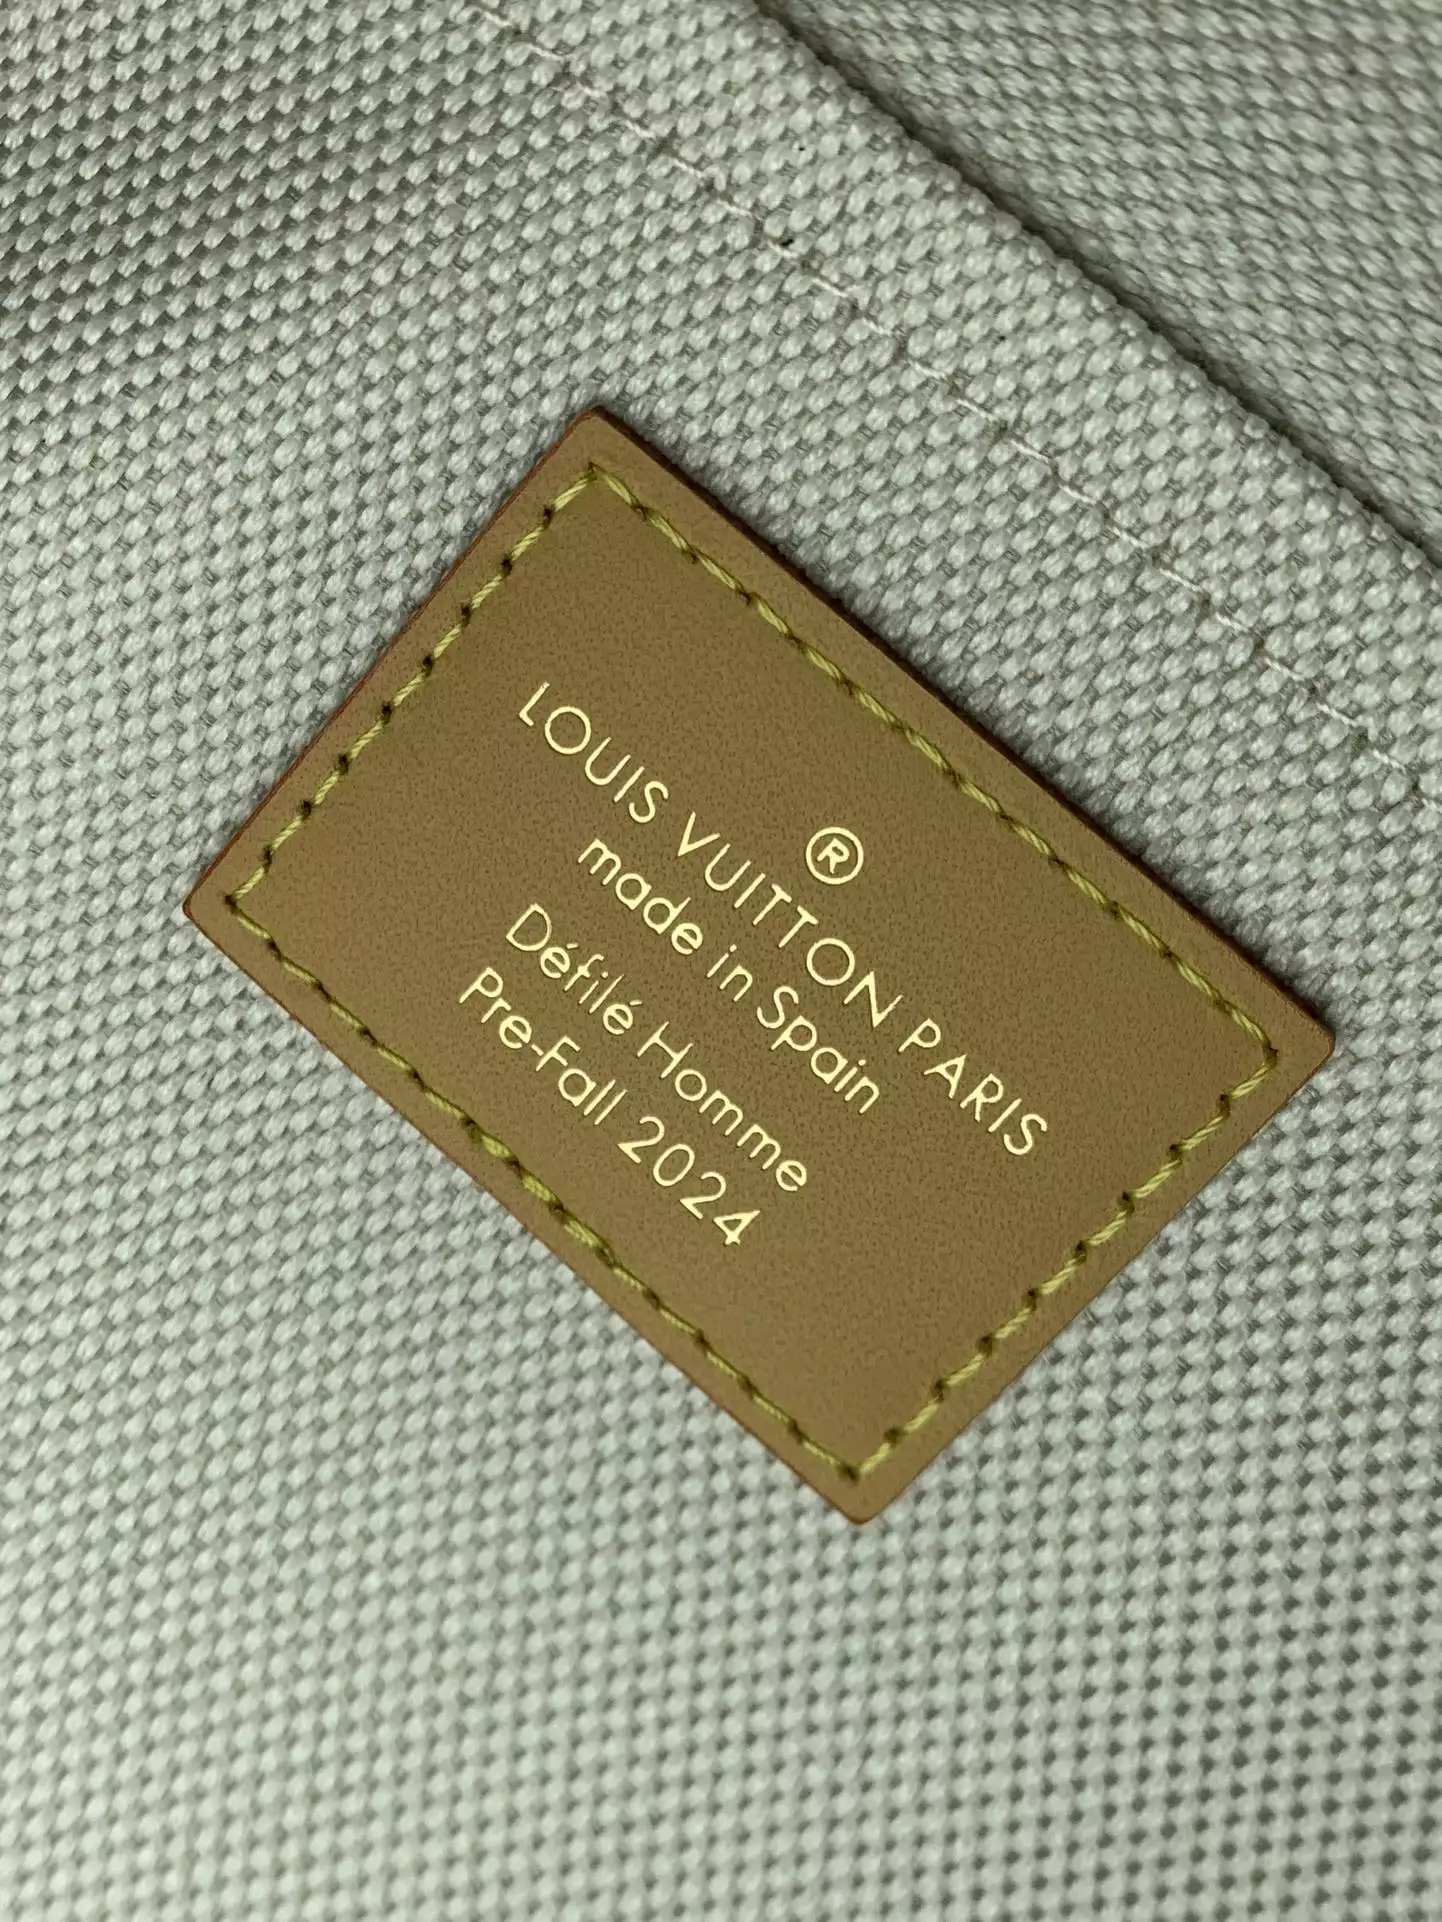 ®
LOUIS VUITTON PARIS
made in Spain
Défilé Homme
Pre-Fall 2024